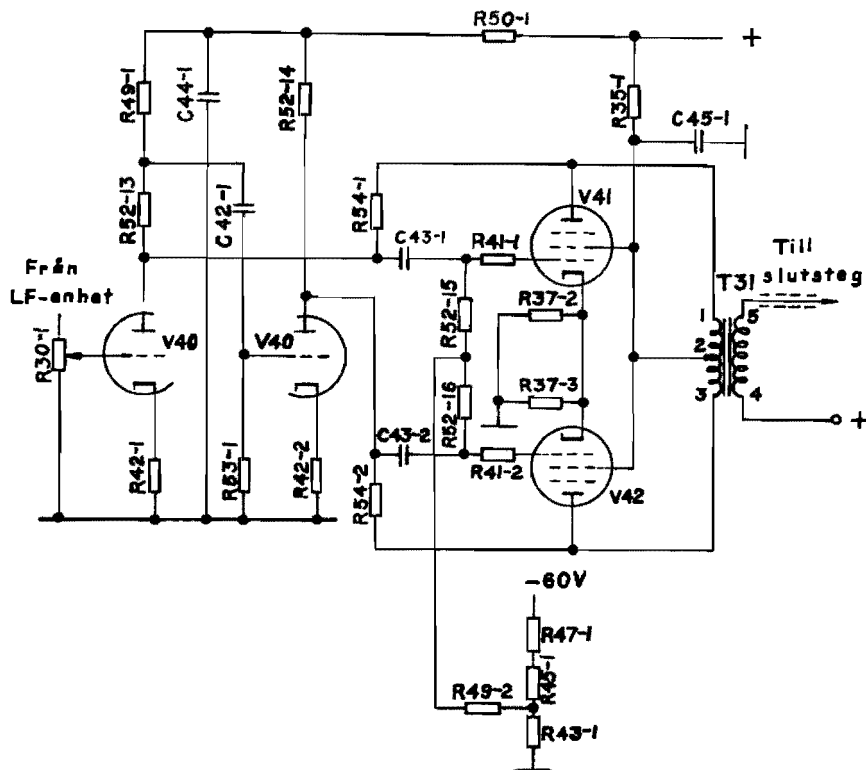 R50-1
+
R49-1
C44-1
R52-14
R35-1
C45-1
R52-13
C42-1
R54-1
V41
C43-1
R41-1
Från
LF-enhet
Till
slutsteg
T31
R52-15
R37-2
1
5
R30-1
V40
V40
2
3
4
R37-3
R52-16
+
C43-2
R42-1
R53-1
R42-2
R54-2
R41-2
V42
-60V
R47-1
R45-1
R49-2
R43-1